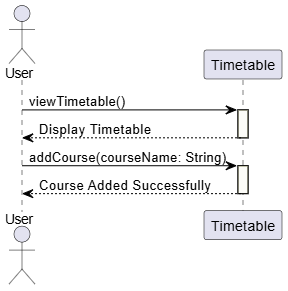 User
Timetable
viewTimetable()
Display Timetable
addCourse(courseName: String)
Course Added Successfully
User
Timetable